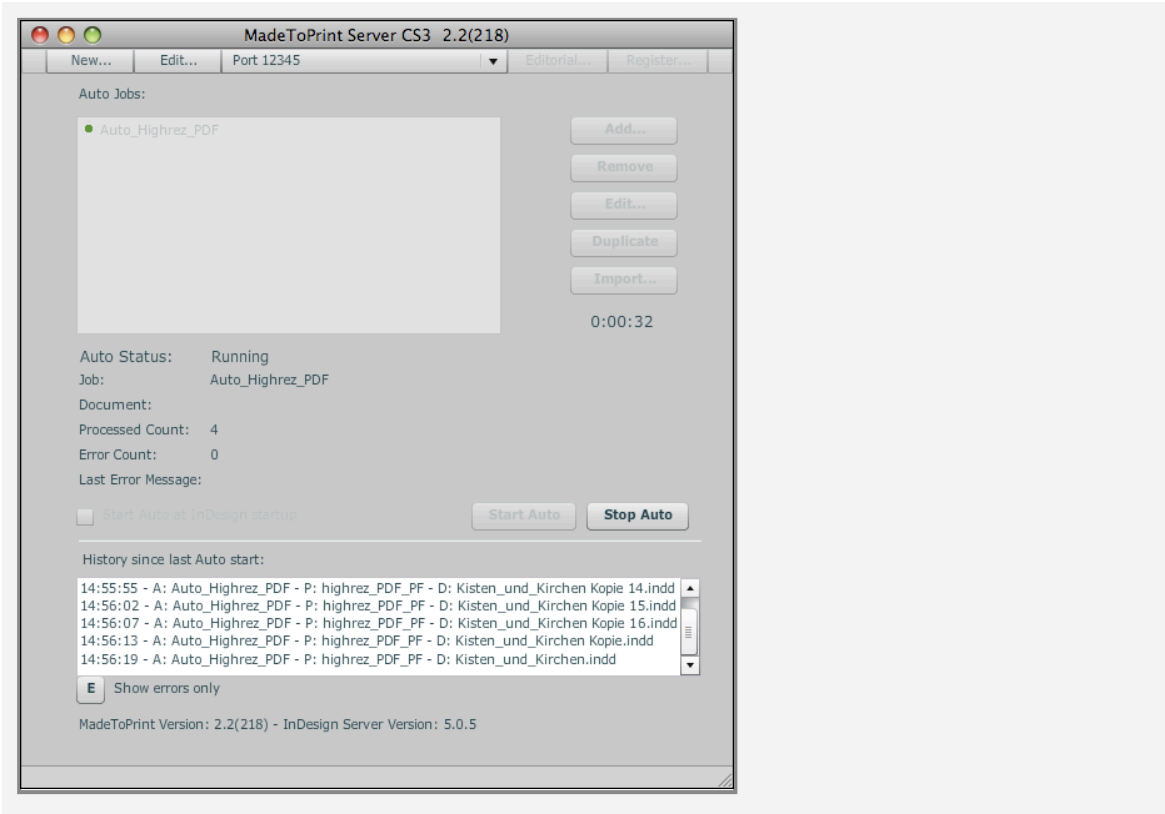 MadeToPrint Server CS3 2.2(218)
New... Edit... Port 12345 Editorial... Register...
Auto Jobs:
Auto_Highrez_PDF
Add...
Remove
Edit...
Duplicate
Import...
0:00:32
Auto Status: Running
Job: Auto_Highrez_PDF
Document:
Processed Count: 4
Error Count: 0
Last Error Message:
Start Auto at InDesign startup Start Auto Stop Auto
History since last Auto start:
14:55:55 - A: Auto_Highrez_PDF - P: highrez_PDF_PF - D: Kisten_und_Kirchen Kopie 14.indd
14:56:02 - A: Auto_Highrez_PDF - P: highrez_PDF_PF - D: Kisten_und_Kirchen Kopie 15.indd
14:56:07 - A: Auto_Highrez_PDF - P: highrez_PDF_PF - D: Kisten_und_Kirchen Kopie 16.indd
14:56:13 - A: Auto_Highrez_PDF - P: highrez_PDF_PF - D: Kisten_und_Kirchen Kopie.indd
14:56:19 - A: Auto_Highrez_PDF - P: highrez_PDF_PF - D: Kisten_und_Kirchen.indd
E Show errors only
MadeToPrint Version: 2.2(218) - InDesign Server Version: 5.0.5